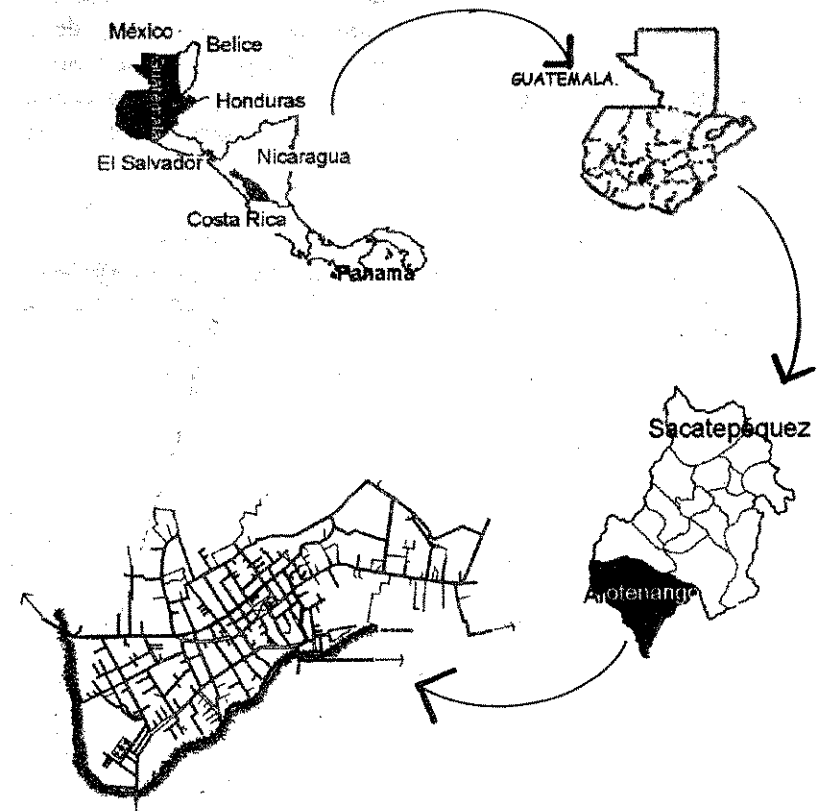 México
Belice
Guatemala
Honduras
El Salvador
Nicaragua
Costa Rica
Panamá
GUATEMALA.
Sacatepéquez
Alotenango